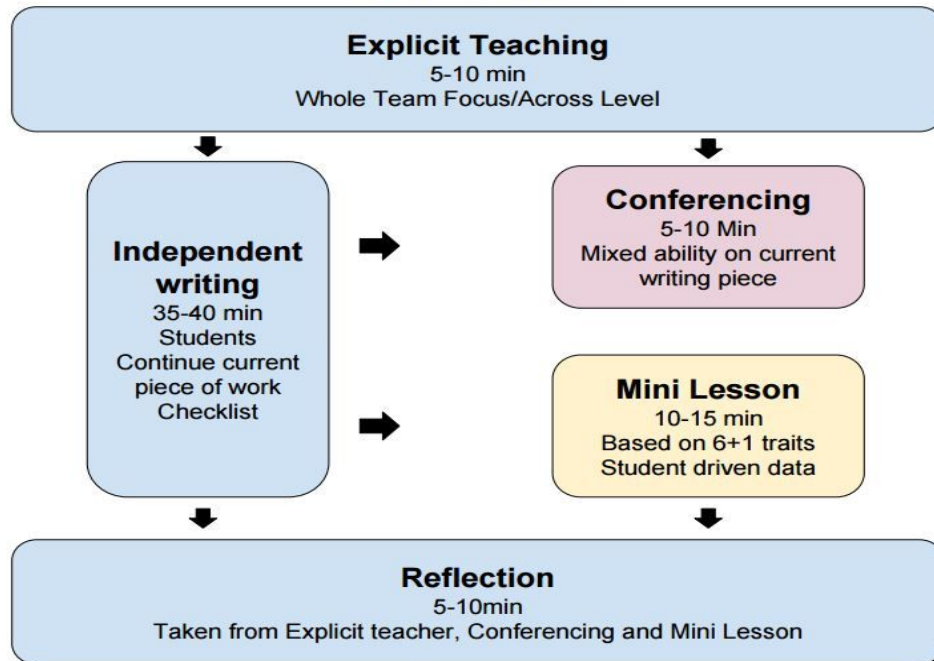 Explicit Teaching
5-10 min
Whole Team Focus/Across Level
Independent
writing
35-40 min
Students
Continue current
piece of work
Checklist
Conferencing
5-10 Min
Mixed ability on current
writing piece
Mini Lesson
10-15 min
Based on 6+1 traits
Student driven data
Reflection
5-10min
Taken from Explicit teacher, Conferencing and Mini Lesson